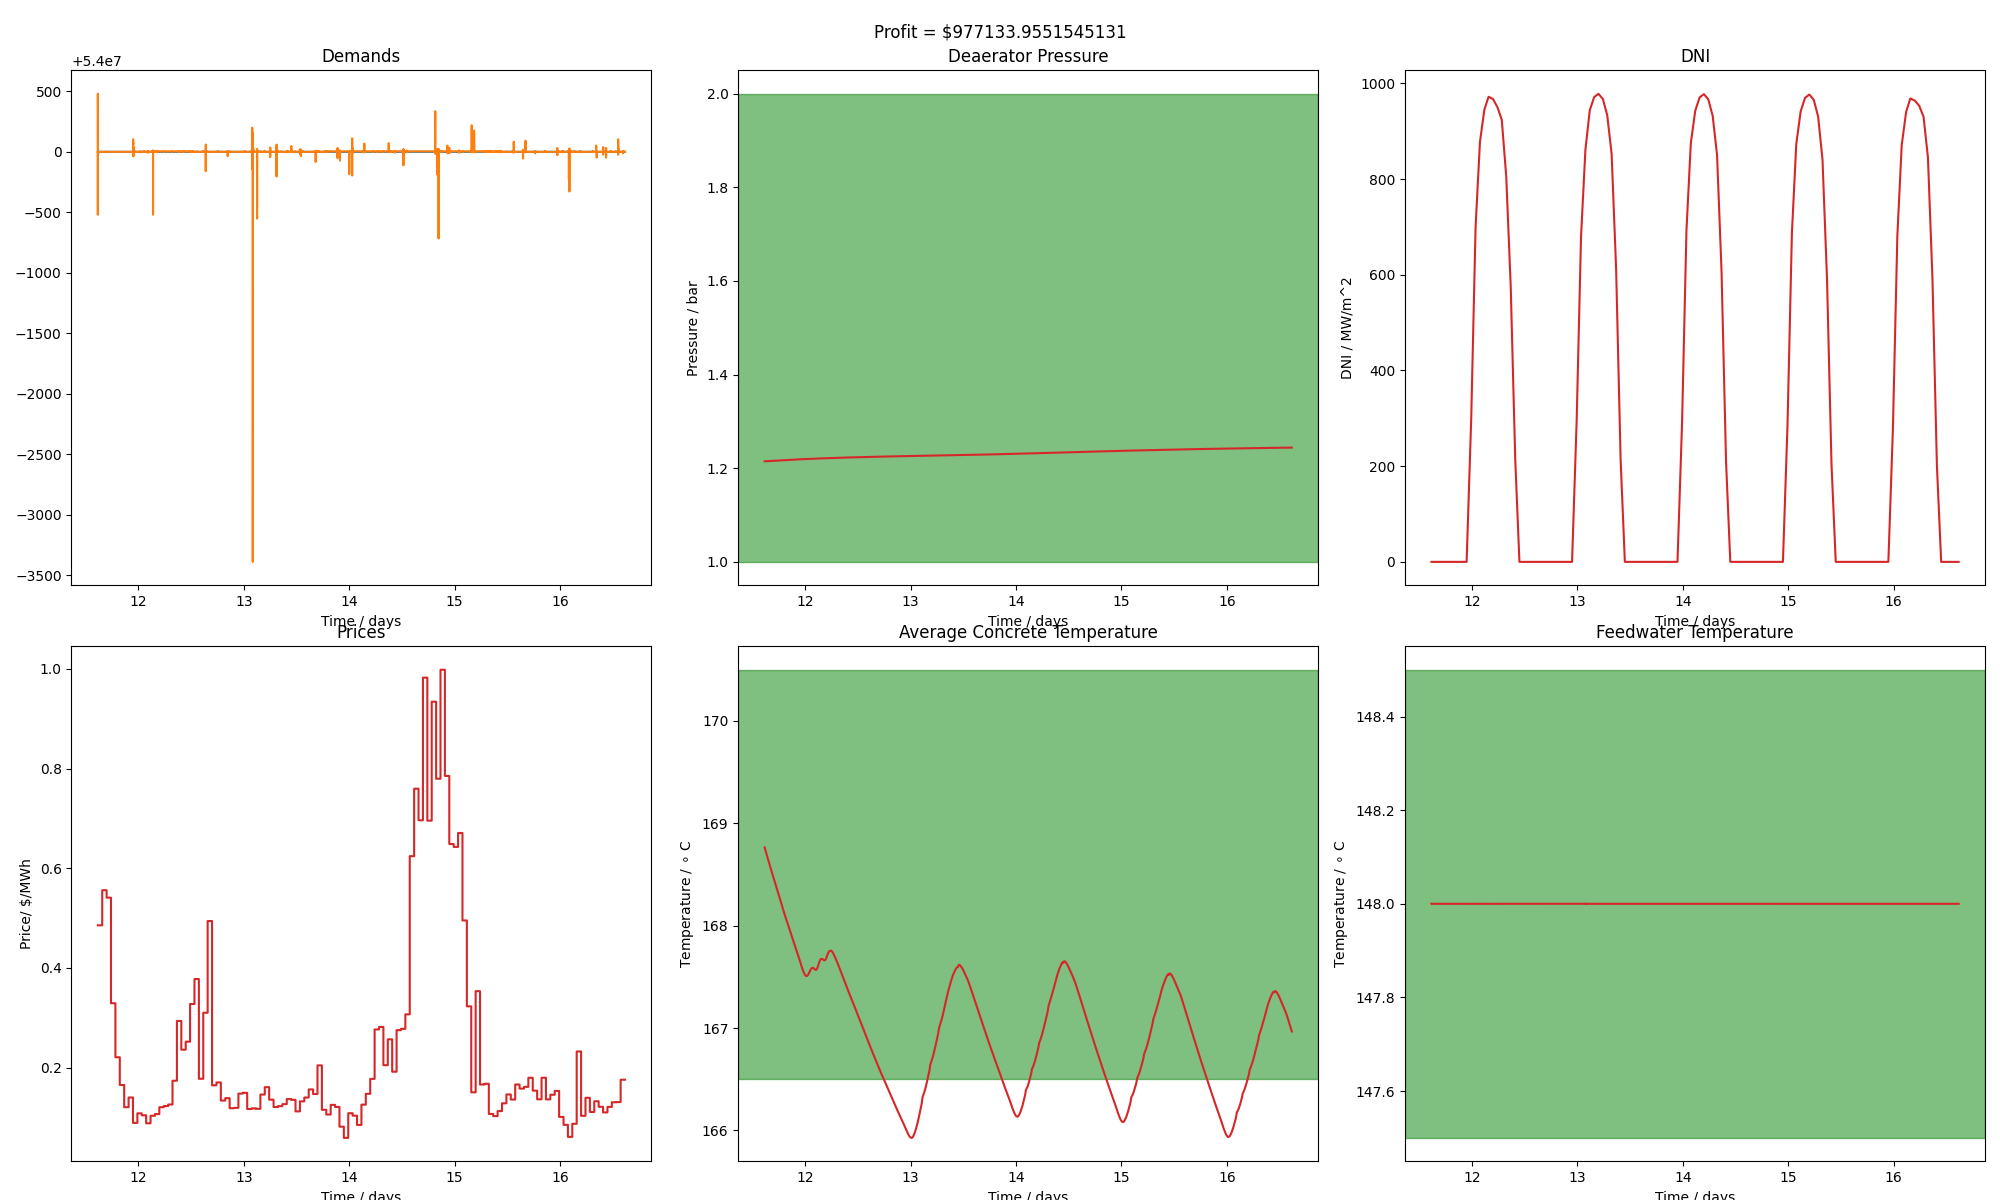 Profit = $977133.9551545131
Demands
+5.4e7
500
0
−500
−1000
−1500
−2000
−2500
−3000
−3500
12 13 14 15 16
Time / days
Deaerator Pressure
Pressure / bar
2.0
1.8
1.6
1.4
1.2
1.0
12 13 14 15 16
Time / days
DNI
DNI / MW/m^2
1000
800
600
400
200
0
12 13 14 15 16
Time / days
Prices
Price/ $/MWh
1.0
0.8
0.6
0.4
0.2
12 13 14 15 16
Time / days
Average Concrete Temperature
Temperature / ∘ C
170
169
168
167
166
12 13 14 15 16
Time / days
Feedwater Temperature
Temperature / ∘ C
148.4
148.2
148.0
147.8
147.6
12 13 14 15 16
Time / days